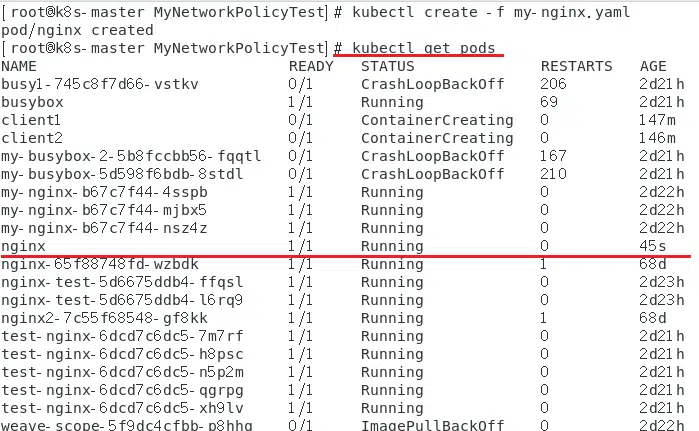 [root@k8s-master MyNetworkPolicyTest]# kubectl create -f my-nginx.yaml
pod/nginx created
[root@k8s-master MyNetworkPolicyTest]# kubectl get pods
NAME READY STATUS RESTARTS AGE
busy1-745c8f7d66-vstkv 0/1 CrashLoopBackOff 206 2d21h
busybox 1/1 Running 69 2d21h
client1 0/1 ContainerCreating 0 147m
client2 0/1 ContainerCreating 0 146m
my-busybox-2-5b8fccbb56-fqqtl 0/1 CrashLoopBackOff 167 2d21h
my-busybox-5d598f6bdb-8stdl 0/1 CrashLoopBackOff 210 2d21h
my-nginx-b67c7f44-4sspb 1/1 Running 0 2d22h
my-nginx-b67c7f44-mjbx5 1/1 Running 0 2d22h
my-nginx-b67c7f44-nsz4z 1/1 Running 0 2d22h
nginx 1/1 Running 0 45s
nginx-65f88748fd-wzbdk 1/1 Running 1 68d
nginx-test-5d6675ddb4-ffqsl 1/1 Running 0 2d23h
nginx-test-5d6675ddb4-l6rq9 1/1 Running 0 2d23h
nginx2-7c55f68548-gf8kk 1/1 Running 1 68d
test-nginx-6dcd7c6dc5-7m7rf 1/1 Running 0 2d21h
test-nginx-6dcd7c6dc5-h8psc 1/1 Running 0 2d21h
test-nginx-6dcd7c6dc5-n5p2m 1/1 Running 0 2d21h
test-nginx-6dcd7c6dc5-qgrpg 1/1 Running 0 2d21h
test-nginx-6dcd7c6dc5-xh9lv 1/1 Running 0 2d21h
weave-scope-5f9dc4cfbb-p8hhg 0/1 ImagePullBackOff 0 2d22h